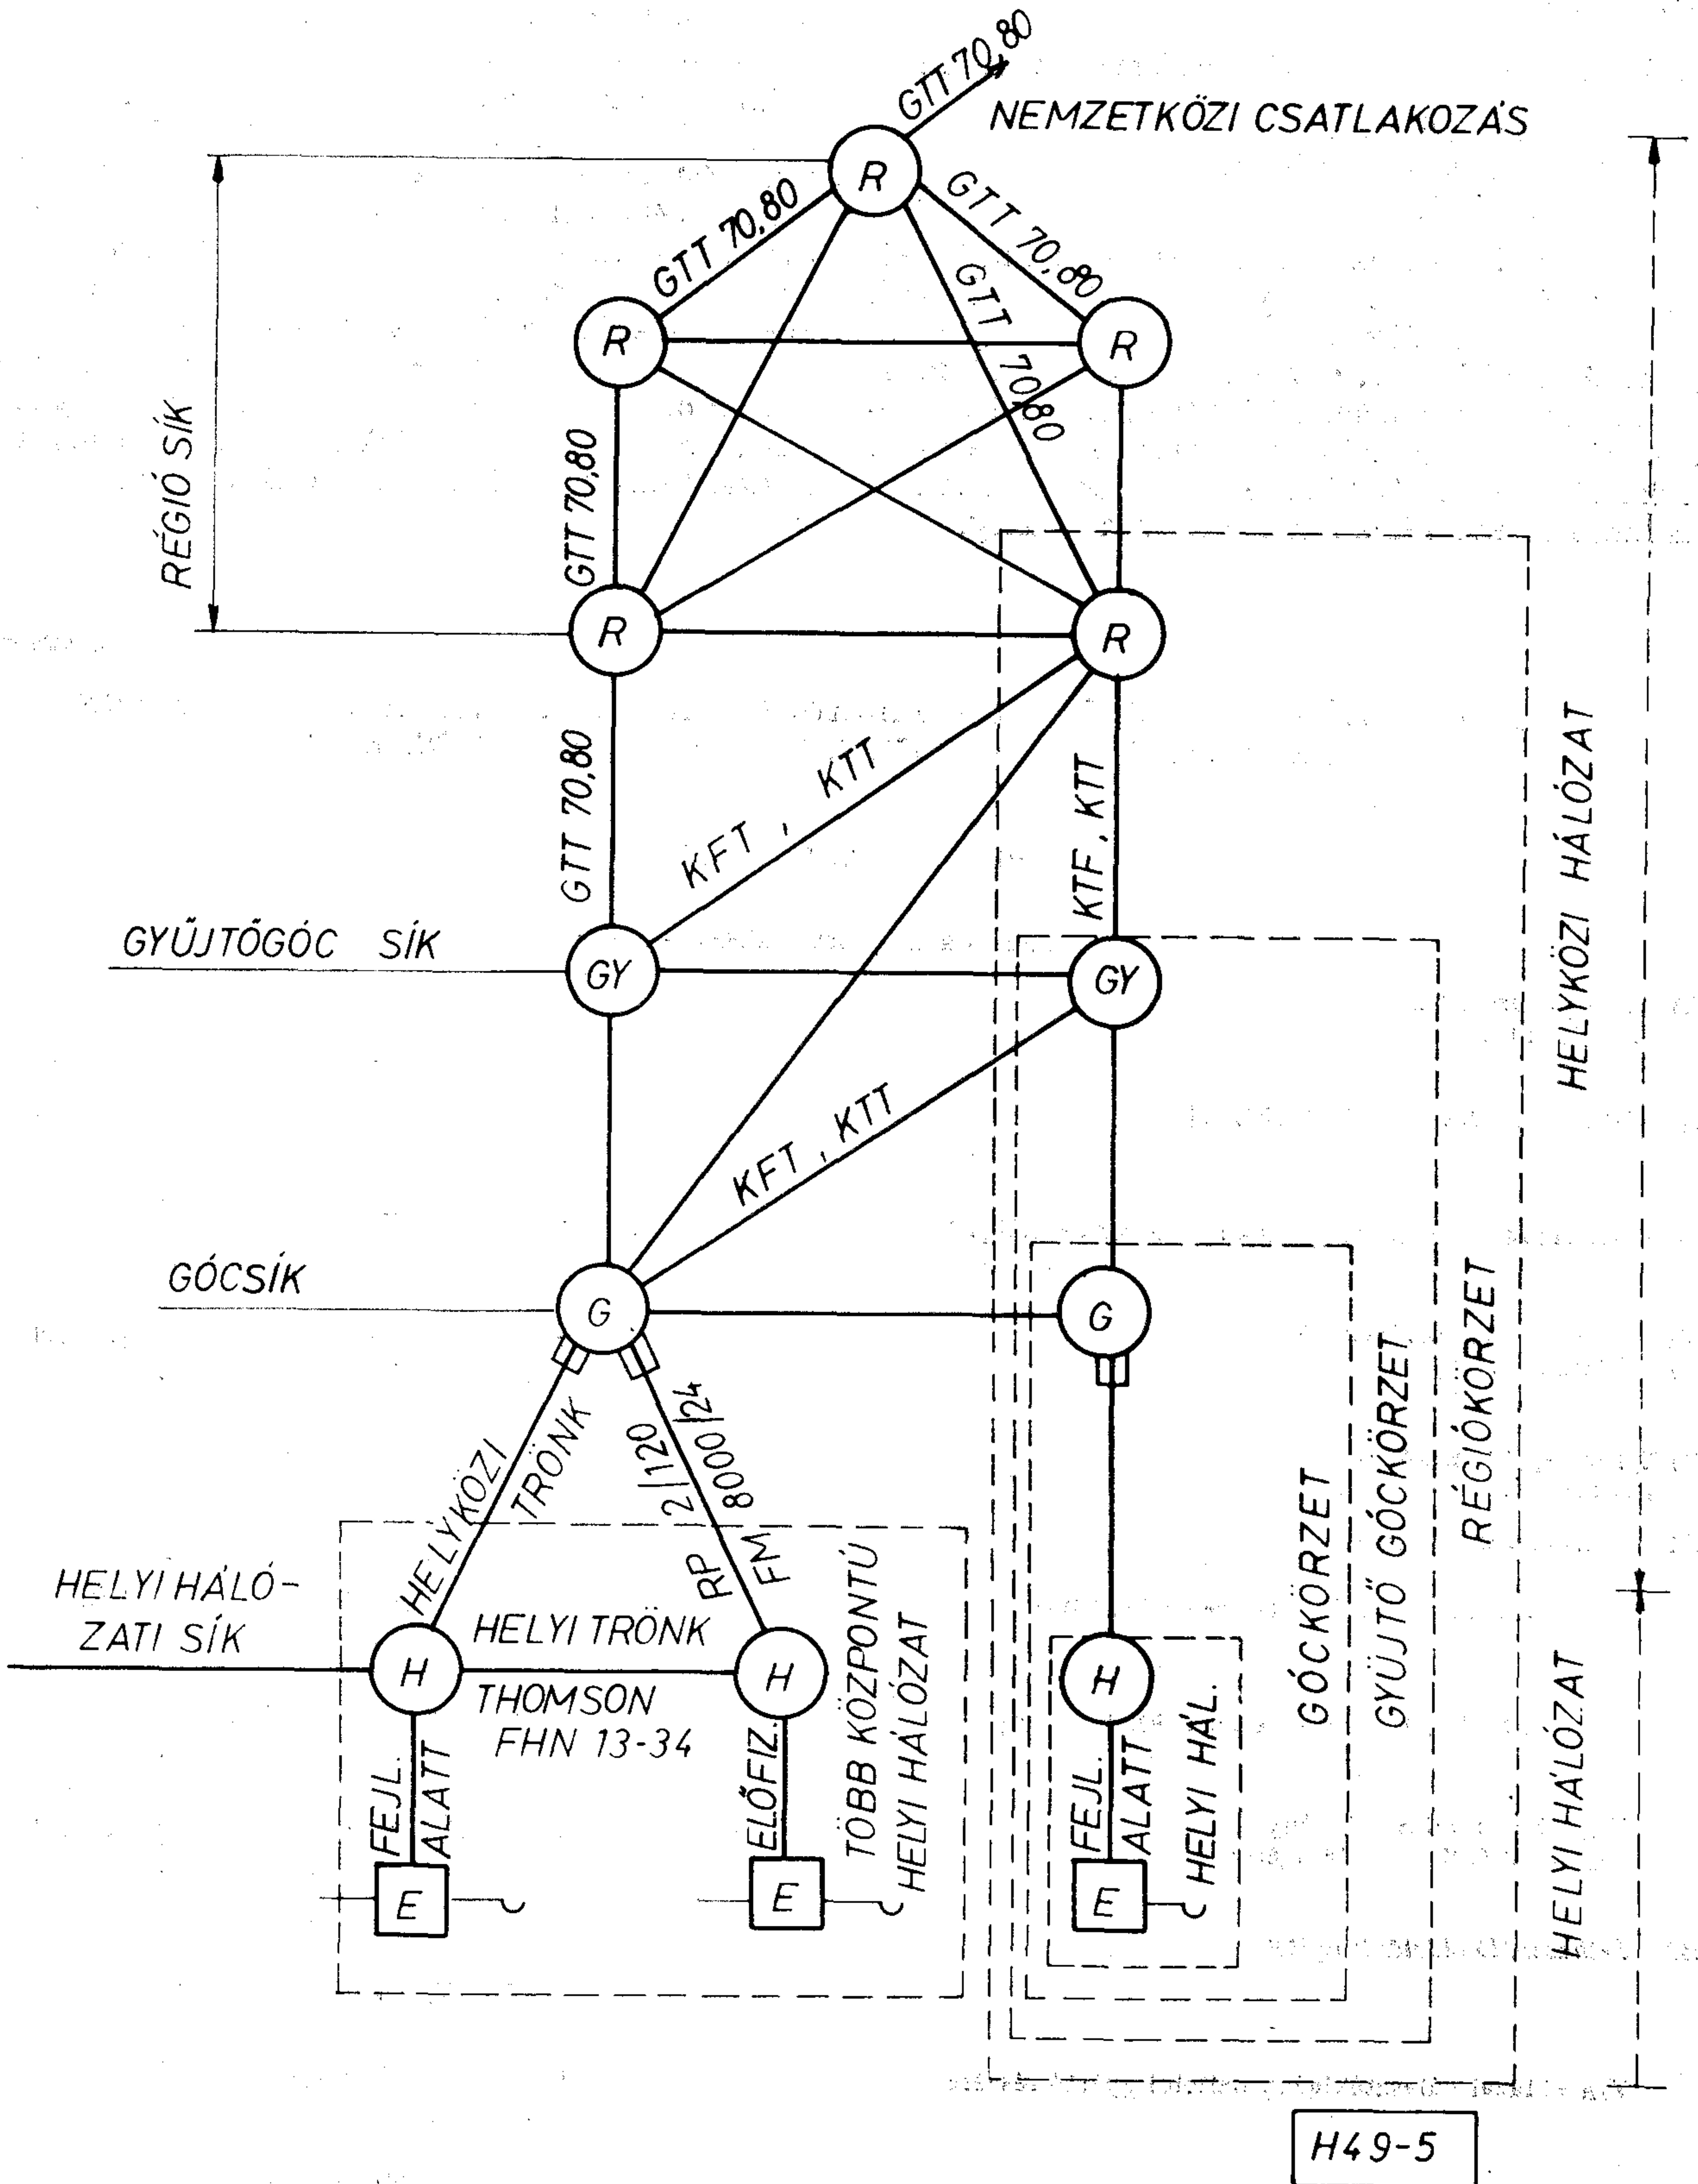 GTT 70,80
NEMZETKÖZI CSATLAKOZÁS
R
GTT 70,80
GTT 70,80
GTT 70,80
R
R
RÉGIÓ SÍK
GTT 70,80
R
R
GTT 70,80
KFT, KTT
KTF, KTT
HELYKÖZI HÁLÓZAT
GYŰJTŐGÓC SÍK
GY
GY
KFT, KTT
GÓCSÍK
G
G
HELYKÖZI
TRÖNK
RP 2/120
FM 8000/24
GÓCKÖRZET
GYÜJTŐ GÓCKÖRZET
RÉGIÓKÖRZET
HELYI HÁLÓ-
ZATI SÍK
H
HELYI TRÖNK
THOMSON
FHN 13-34
H
H
FEJL.
ALATT
ELŐFIZ.
TÖBB KÖZPONTÚ
HELYI HÁLÓZAT
FEJL.
ALATT
HELYI HÁL.
HELYI HÁLÓZAT
E
E
E
H49-5